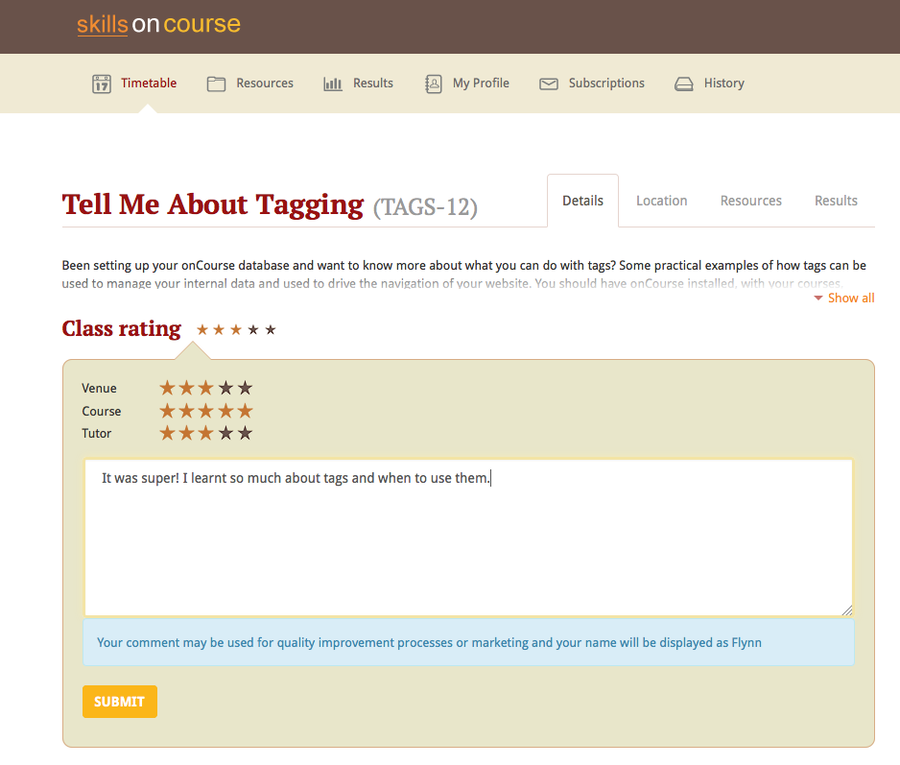 skillsoncourse
17 Timetable Resources Results My Profile Subscriptions History
Tell Me About Tagging (TAGS-12) Details Location Resources Results
Been setting up your onCourse database and want to know more about what you can do with tags? Some practical examples of how tags can be
used to manage your internal data and used to drive the navigation of your website. You should have onCourse installed, with your courses,
Show all
Class rating
Venue
Course
Tutor
It was super! I learnt so much about tags and when to use them.
Your comment may be used for quality improvement processes or marketing and your name will be displayed as Flynn
SUBMIT